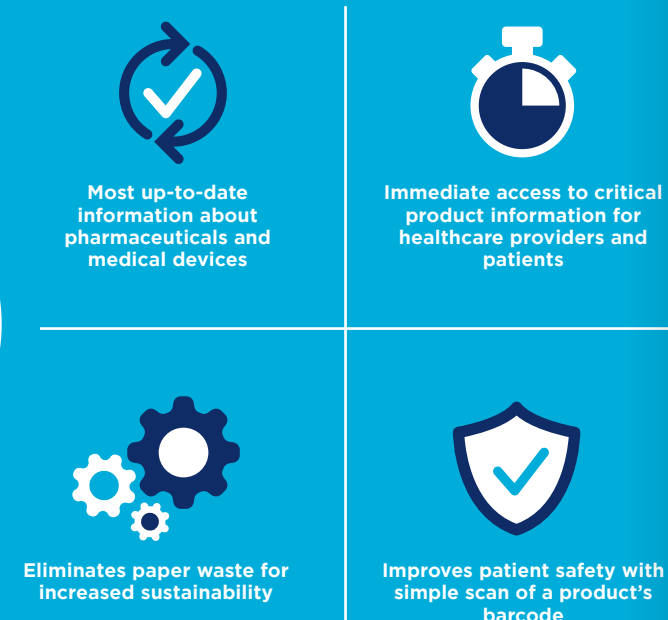 Most up-to-date
information about
pharmaceuticals and
medical devices
Immediate access to critical
product information for
healthcare providers and
patients
Eliminates paper waste for
increased sustainability
Improves patient safety with
simple scan of a product’s
barcode